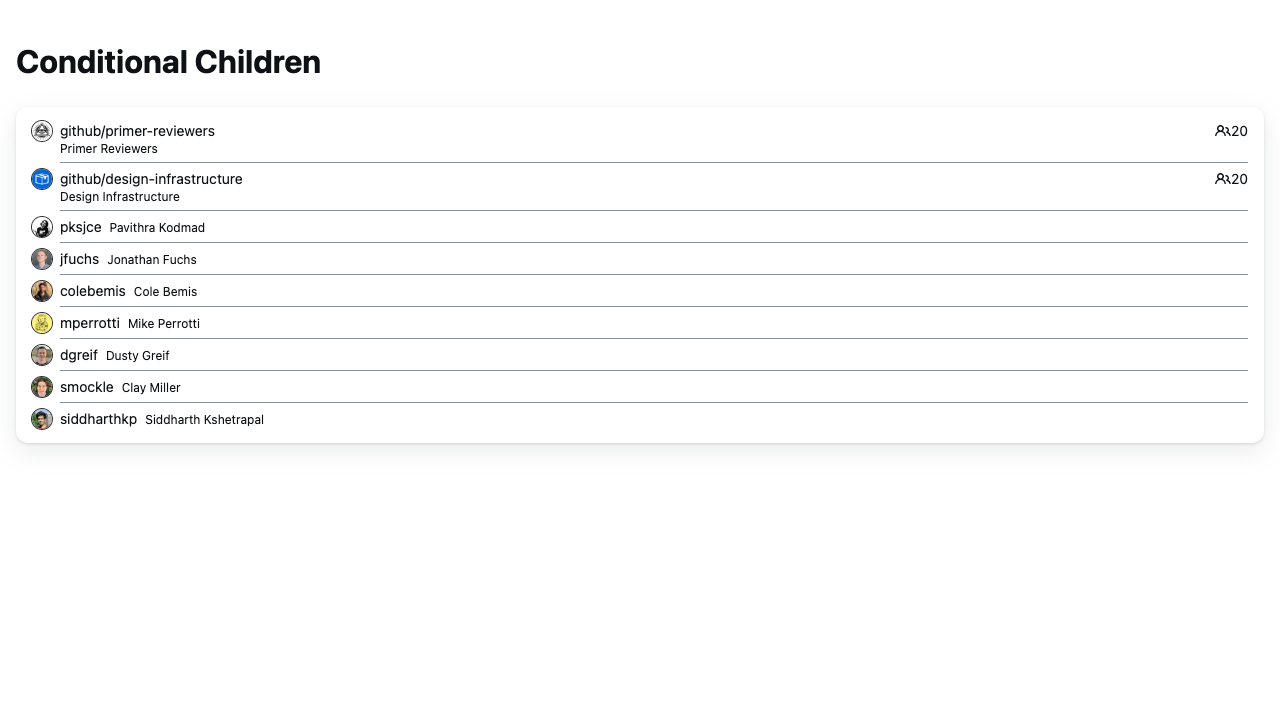 Conditional Children
github/primer-reviewers 20
Primer Reviewers
github/design-infrastructure 20
Design Infrastructure
pksjce Pavithra Kodmad
jfuchs Jonathan Fuchs
colebemis Cole Bemis
mperrotti Mike Perrotti
dgreif Dusty Greif
smockle Clay Miller
siddharthkp Siddharth Kshetrapal